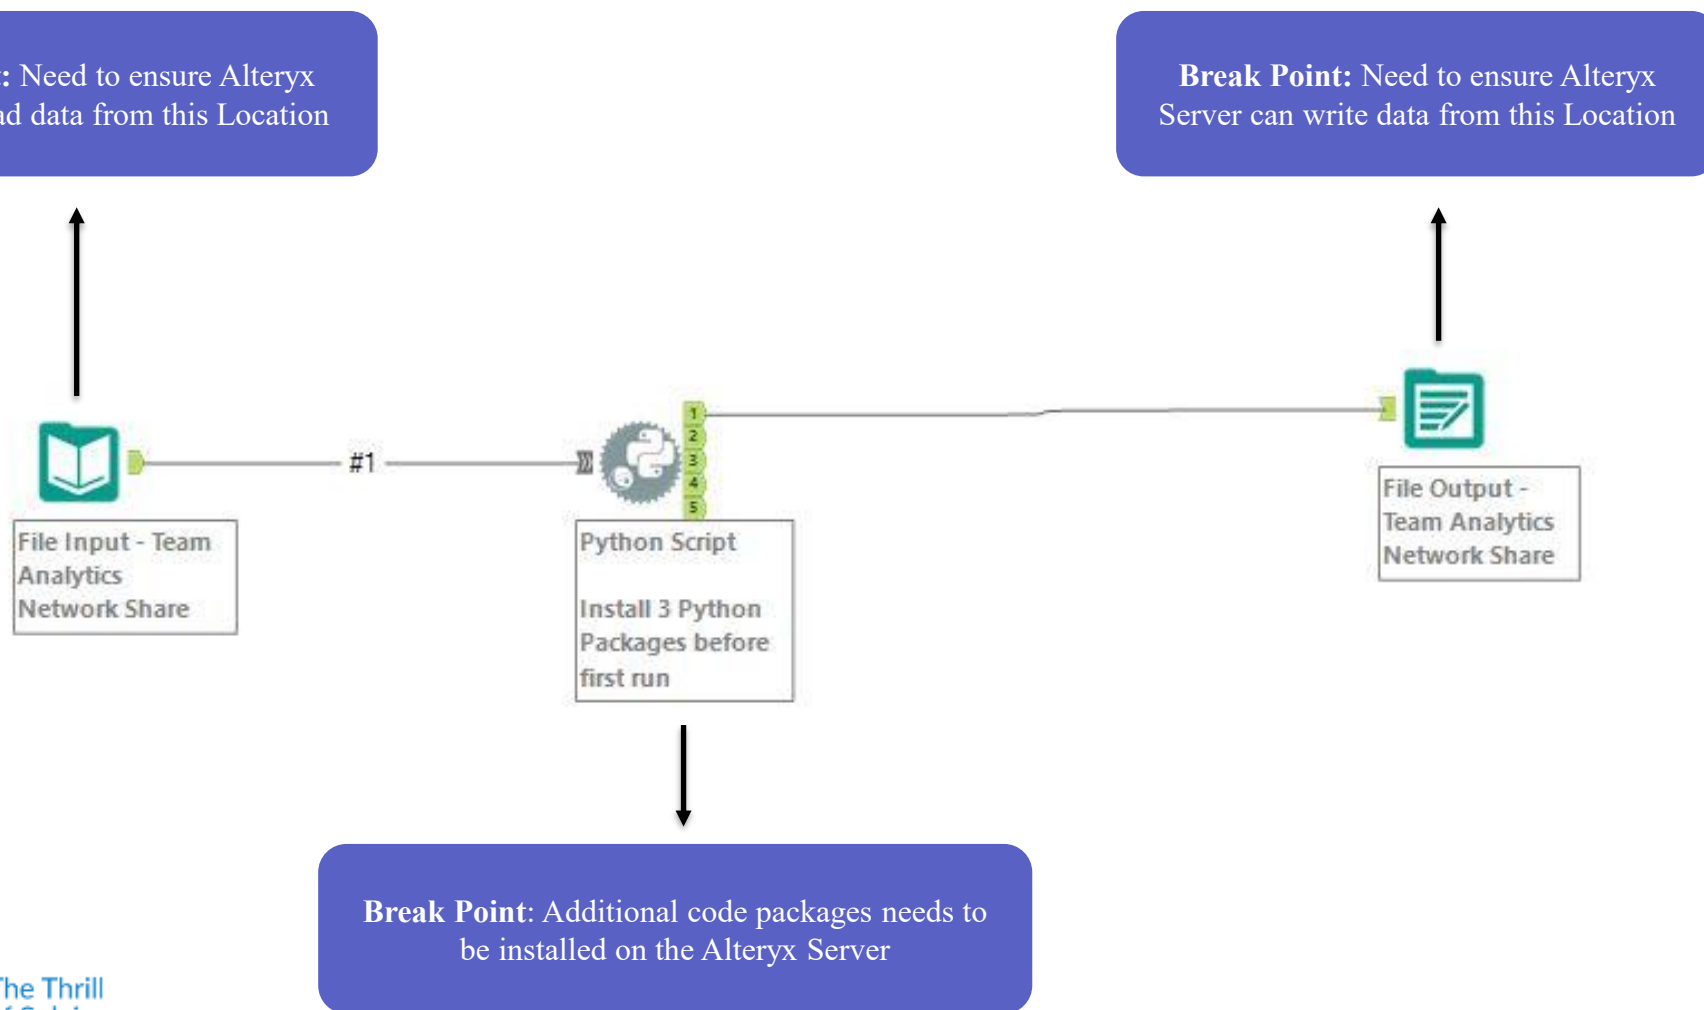 : Need to ensure Alteryx
data from this Location
Break Point: Need to ensure Alteryx
Server can write data from this Location
#1
1
2
3
4
5
File Input - Team
Analytics
Network Share
Python Script
Install 3 Python
Packages before
first run
File Output -
Team Analytics
Network Share
Break Point: Additional code packages needs to
be installed on the Alteryx Server
The Thrill